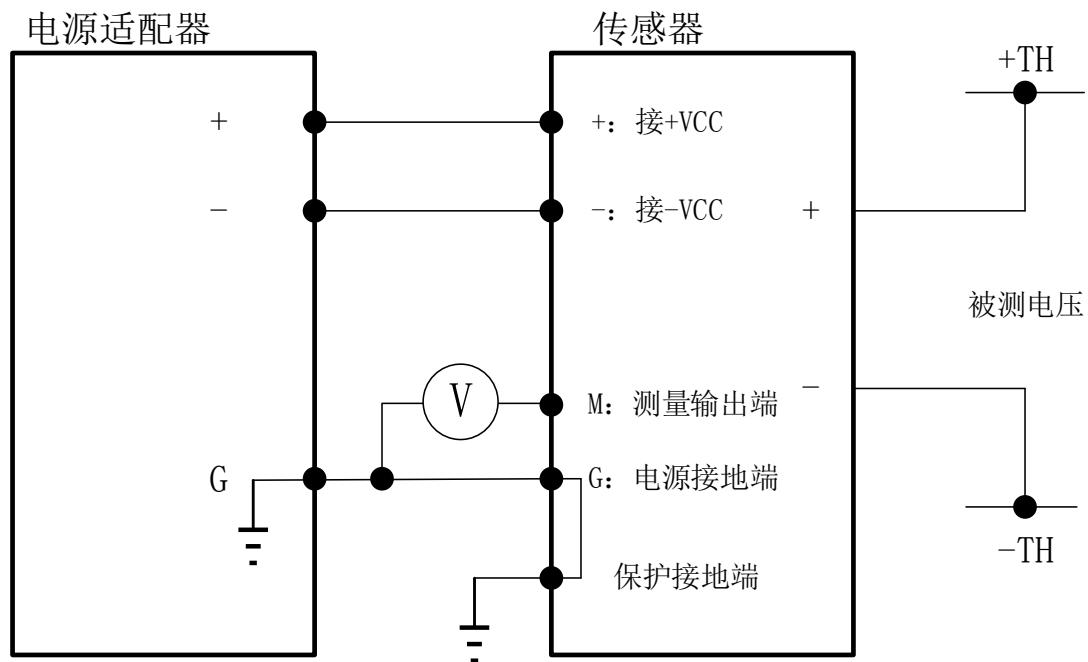 电源适配器
传感器
+TH
+
+: 接+VCC
-
-: 接-VCC
+
被测电压
V
M: 测量输出端
-
G
G: 电源接地端
-TH
保护接地端